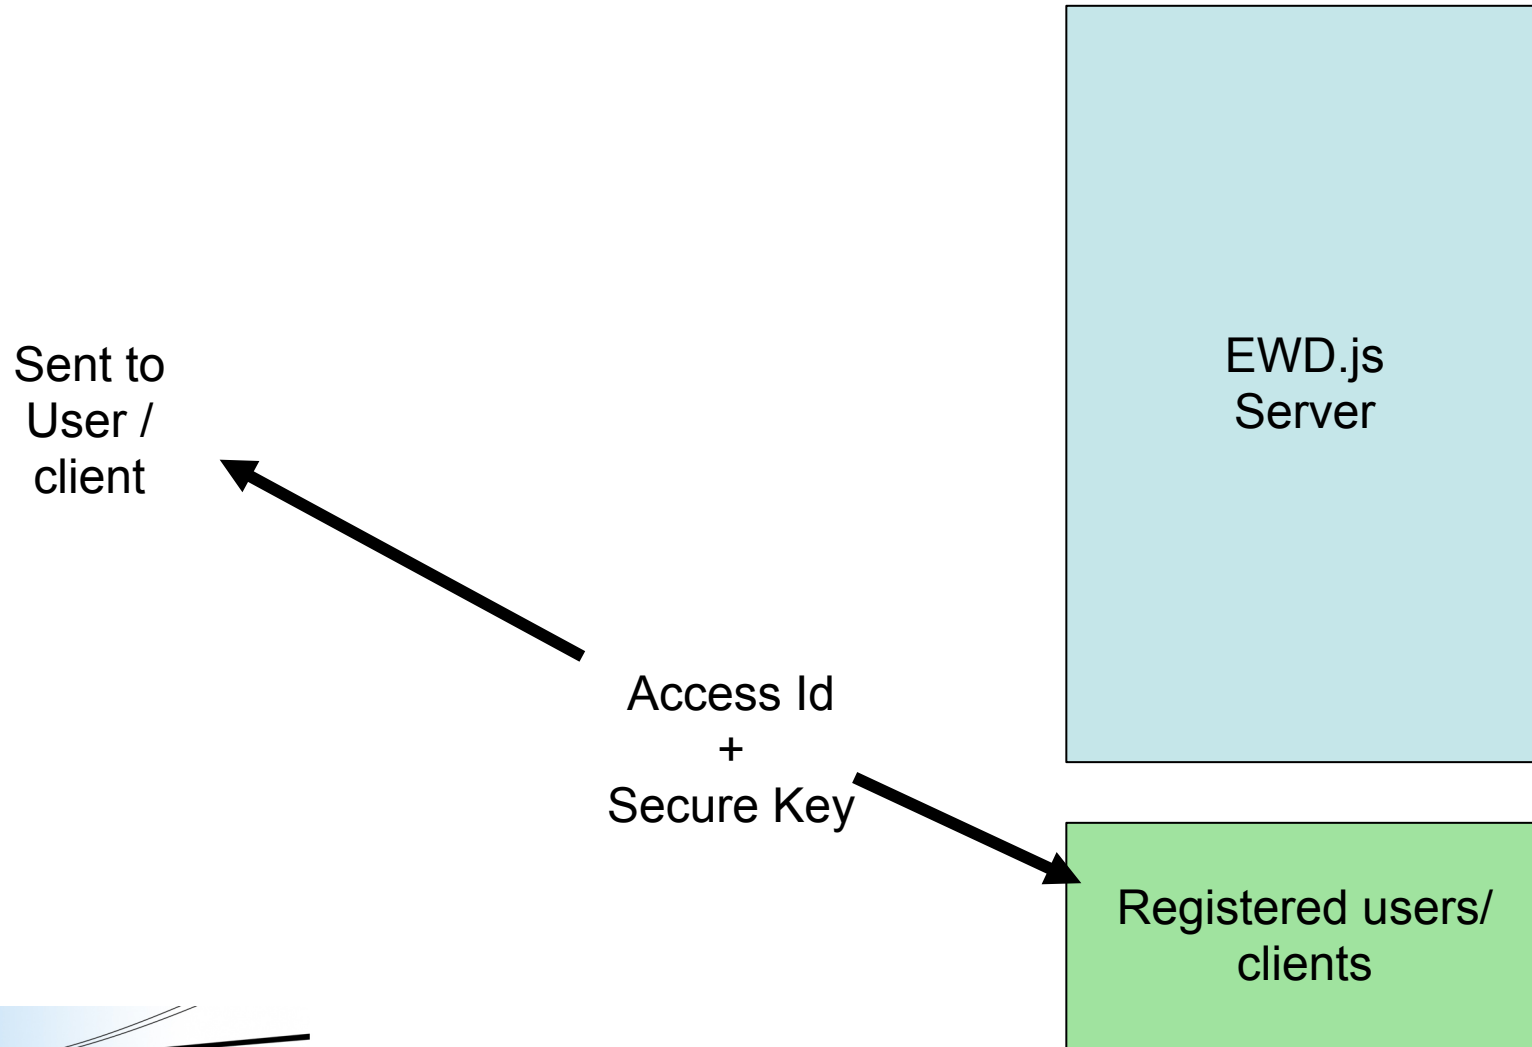 Sent to
User /
client
EWD.js
Server
Access Id
+
Secure Key
Registered users/
clients